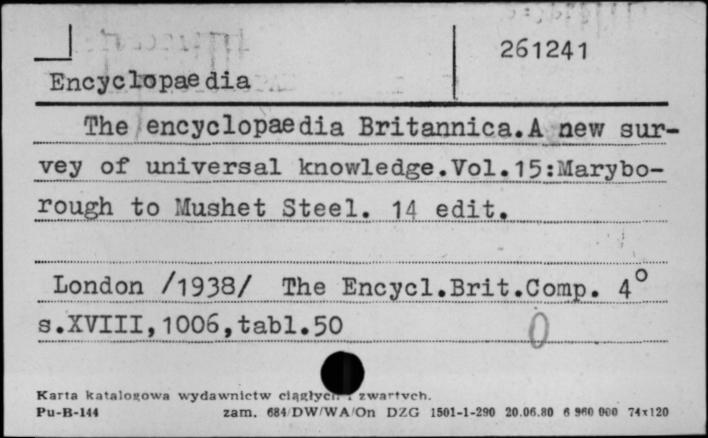 261241
Encyclopaedia
The encyclopaedia Britannica.A new sur-
vey of universal knowledge.Vol.15:Marybo-
rough to Mushet Steel. 14 edit.
London /1938/ The Encycl.Brit.Comp. 4°
s.XVIII,1006,tabl.50
0
Karta katalogowa wydawnictw ciągłych i zwartych.
Pu-B-144 zam. 684/DW/WA/On DZG 1501-1-290 20.06.80 6 960 000 74x120